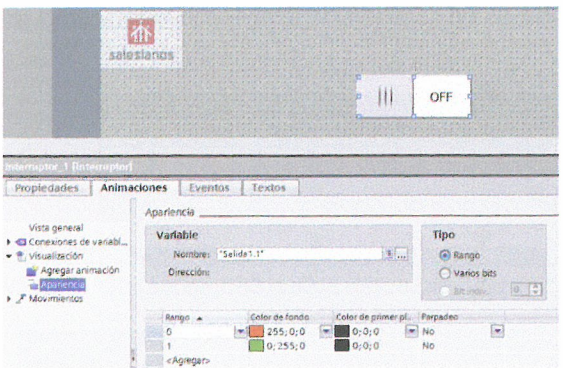 salesianos
OFF
Interruptor_1 [Interruptor]
Propiedades Animaciones Eventos Textos
Apariencia
Vista general
Conexiones de variabl...
Visualización
Agregar animación
Apariencia
Movimientos
Variable
Nombre: "Salida1.1" ...
Dirección:
Tipo
Rango
Varios bits
Rango Color de fondo Color de primer pl.. Parpadeo
0 255; 0; 0 0; 0; 0 No
1 0; 255; 0 0; 0; 0 No
<Agregar>